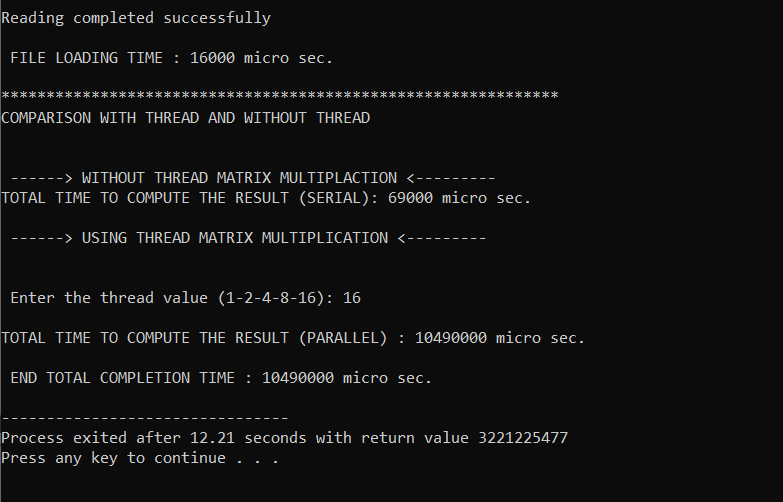 Reading completed successfully
FILE LOADING TIME : 16000 micro sec.
**************************************************************
COMPARISON WITH THREAD AND WITHOUT THREAD
------> WITHOUT THREAD MATRIX MULTIPLACTION <---------
TOTAL TIME TO COMPUTE THE RESULT (SERIAL): 69000 micro sec.
------> USING THREAD MATRIX MULTIPLICATION <---------
Enter the thread value (1-2-4-8-16): 16
TOTAL TIME TO COMPUTE THE RESULT (PARALLEL) : 10490000 micro sec.
END TOTAL COMPLETION TIME : 10490000 micro sec.
--------------------------------
Process exited after 12.21 seconds with return value 3221225477
Press any key to continue . . .